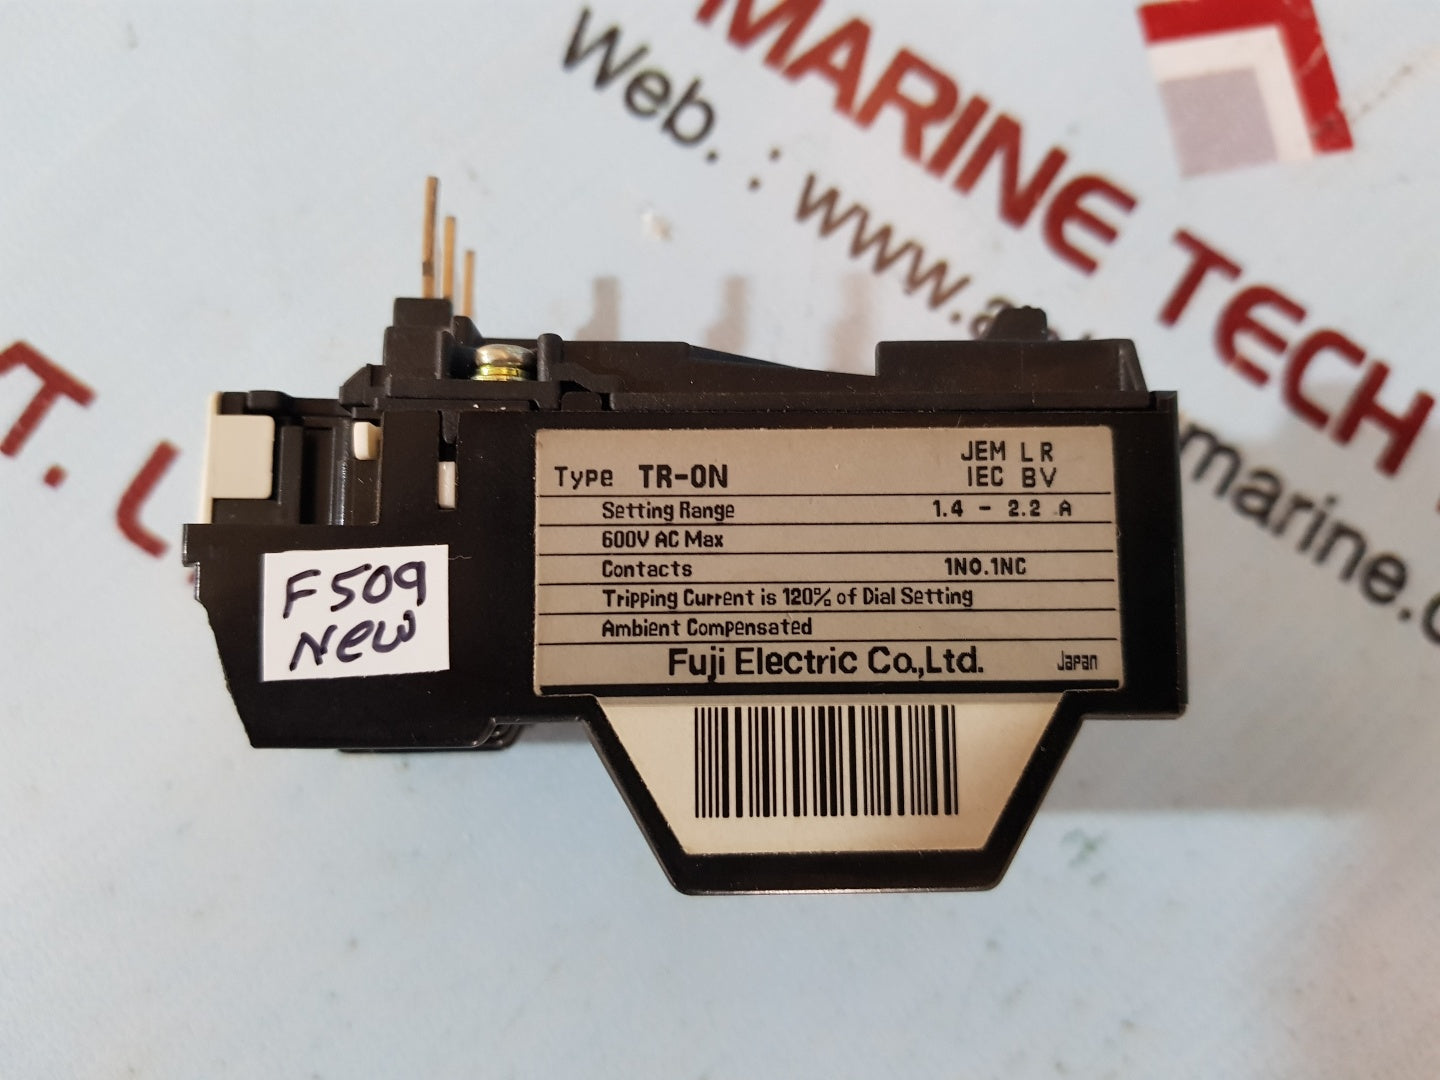 MARINE TECH
Web. : www.
marine.c
T. L
JEM L R
Type TR-0N IEC BV
Setting Range 1.4 - 2.2 A
600V AC Max
Contacts 1NO.1NC
Tripping Current is 120% of Dial Setting
Ambient Compensated
Fuji Electric Co.,Ltd. Japan
F509
New